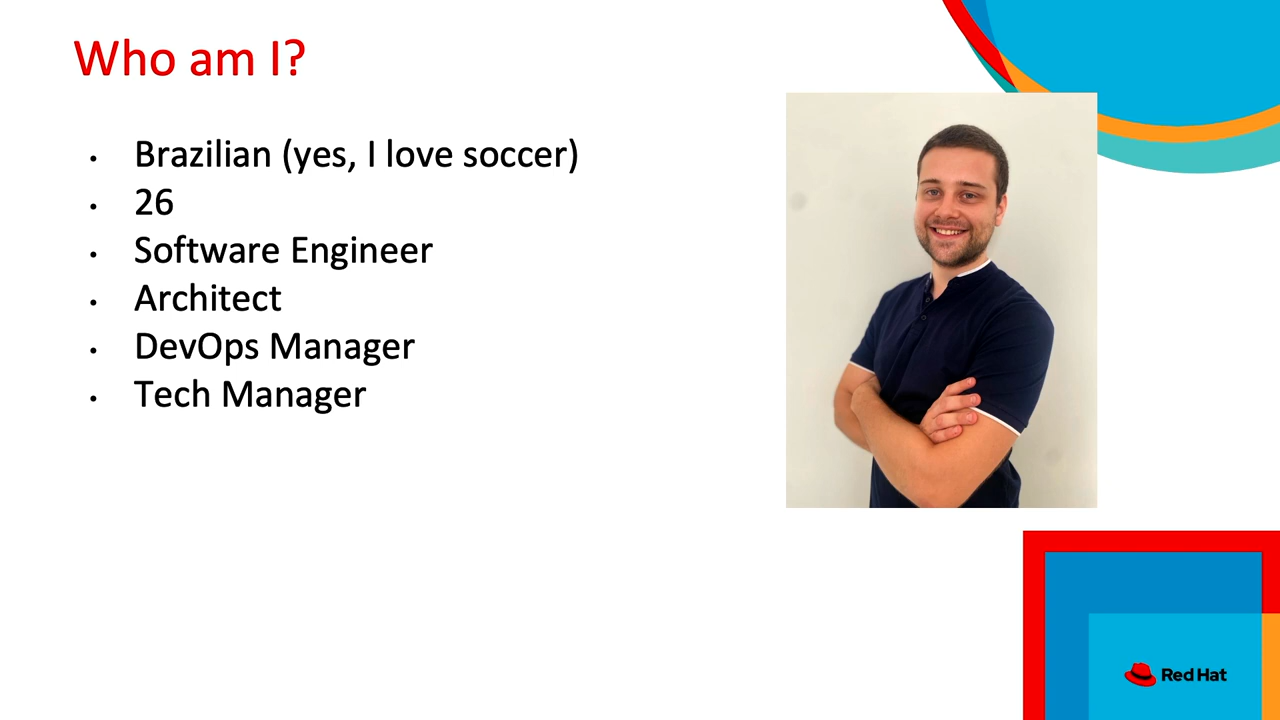 Who am I?
Brazilian (yes, I love soccer)
26
Software Engineer
Architect
DevOps Manager
Tech Manager
Red Hat